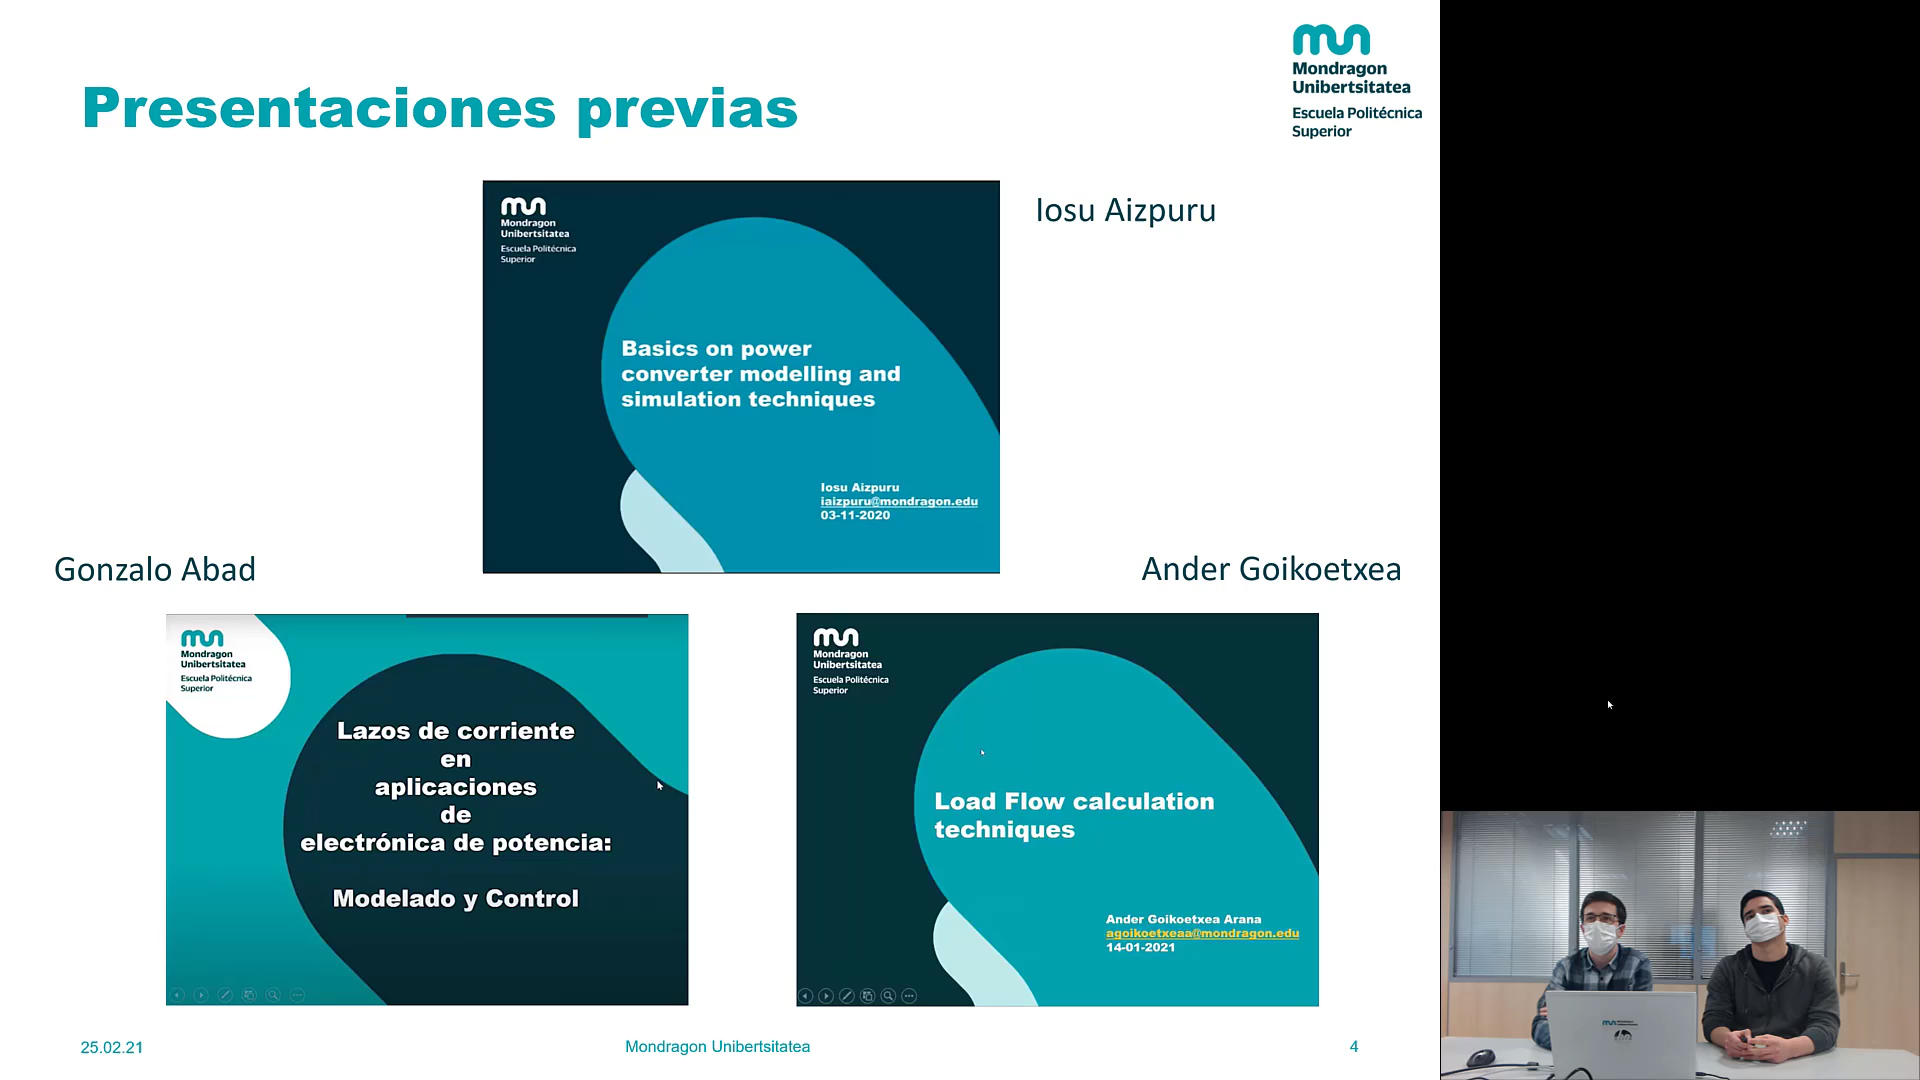 Presentaciones previas
Mondragon
Unibertsitatea
Escuela Politécnica
Superior
Iosu Aizpuru
Mondragon
Unibertsitatea
Escuela Politécnica
Superior
Basics on power
converter modelling and
simulation techniques
Iosu Aizpuru
iaizpuru@mondragon.edu
03-11-2020
Gonzalo Abad
Mondragon
Unibertsitatea
Escuela Politécnica
Superior
Lazos de corriente
en
aplicaciones
de
electrónica de potencia:
Modelado y Control
Ander Goikoetxea
Mondragon
Unibertsitatea
Escuela Politécnica
Superior
Load Flow calculation
techniques
Ander Goikoetxea Arana
agoikoetxeaa@mondragon.edu
14-01-2021
25.02.21
Mondragon Unibertsitatea
4